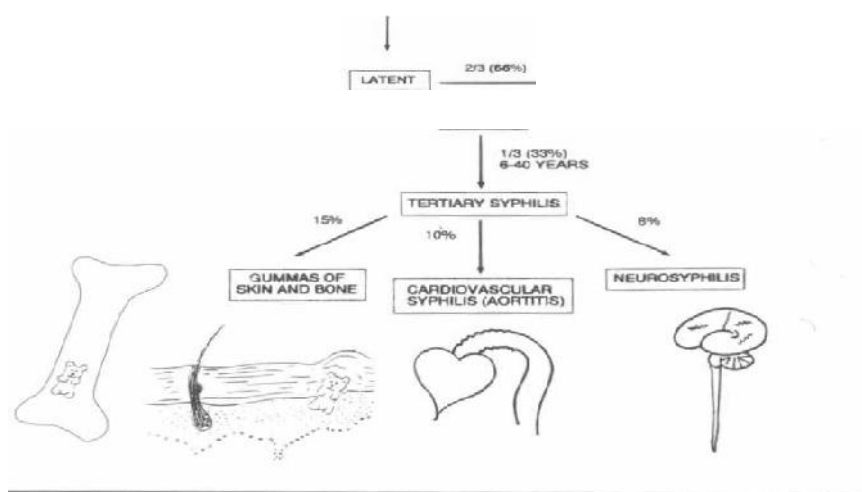 2/3 (66%)
LATENT
1/3 (33%)
6-40 YEARS
TERTIARY SYPHILIS
15%
10%
8%
GUMMAS OF
SKIN AND BONE
CARDIOVASCULAR
SYPHILIS (AORTITIS)
NEUROSYPHILIS